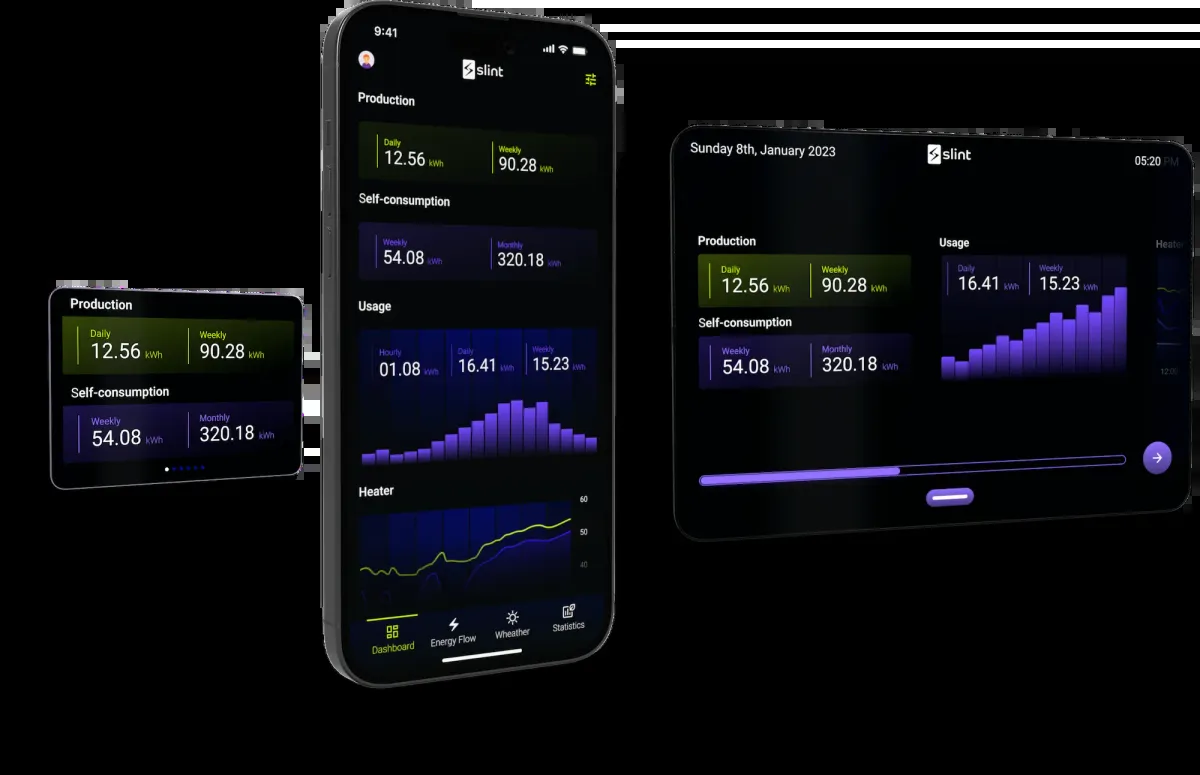 Production
Daily
12.56 kWh
Weekly
90.28 kWh
Self-consumption
Weekly
54.08 kWh
Monthly
320.18 kWh
9:41
slint
Production
Daily
12.56 kWh
Weekly
90.28 kWh
Self-consumption
Weekly
54.08 kWh
Monthly
320.18 kWh
Usage
Hourly
01.08 kWh
Daily
16.41 kWh
Weekly
15.23 kWh
Heater
60
50
40
Dashboard
Energy Flow
Wheather
Statistics
Sunday 8th, January 2023
slint
05:20 PM
Production
Daily
12.56 kWh
Weekly
90.28 kWh
Self-consumption
Weekly
54.08 kWh
Monthly
320.18 kWh
Usage
Daily
16.41 kWh
Weekly
15.23 kWh
Heater
12:00